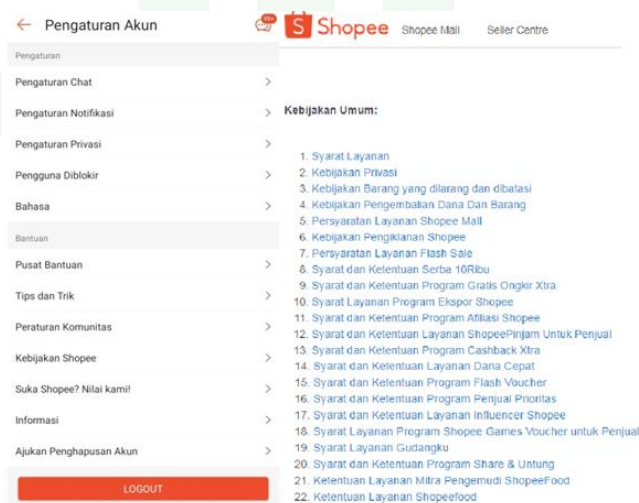 Pengaturan Akun
99+
Pengaturan
Pengaturan Chat
Pengaturan Notifikasi
Pengaturan Privasi
Pengguna Diblokir
Bahasa
Bantuan
Pusat Bantuan
Tips dan Trik
Peraturan Komunitas
Kebijakan Shopee
Suka Shopee? Nilai kami!
Informasi
Ajukan Penghapusan Akun
LOGOUT
Shopee Shopee Mall Seller Centre
Kebijakan Umum:
1. Syarat Layanan
2. Kebijakan Privasi
3. Kebijakan Barang yang dilarang dan dibatasi
4. Kebijakan Pengembalian Dana Dan Barang
5. Persyaratan Layanan Shopee Mall
6. Kebijakan Pengiklanan Shopee
7. Persyaratan Layanan Flash Sale
8. Syarat dan Ketentuan Serba 10Ribu
9. Syarat dan Ketentuan Program Gratis Ongkir Xtra
10. Syarat Layanan Program Ekspor Shopee
11. Syarat dan Ketentuan Program Afiliasi Shopee
12. Syarat dan Ketentuan Layanan ShopeePinjam Untuk Penjual
13. Syarat dan Ketentuan Program Cashback Xtra
14. Syarat dan Ketentuan Layanan Dana Cepat
15. Syarat dan Ketentuan Program Flash Voucher
16. Syarat dan Ketentuan Program Penjual Prioritas
17. Syarat dan Ketentuan Layanan Influencer Shopee
18. Syarat Layanan Program Shopee Games Voucher untuk Penjual
19. Syarat Layanan Gudangku
20. Syarat dan Ketentuan Program Share & Untung
21. Ketentuan Layanan Mitra Pengemudi ShopeeFood
22. Ketentuan Layanan Shopeefood